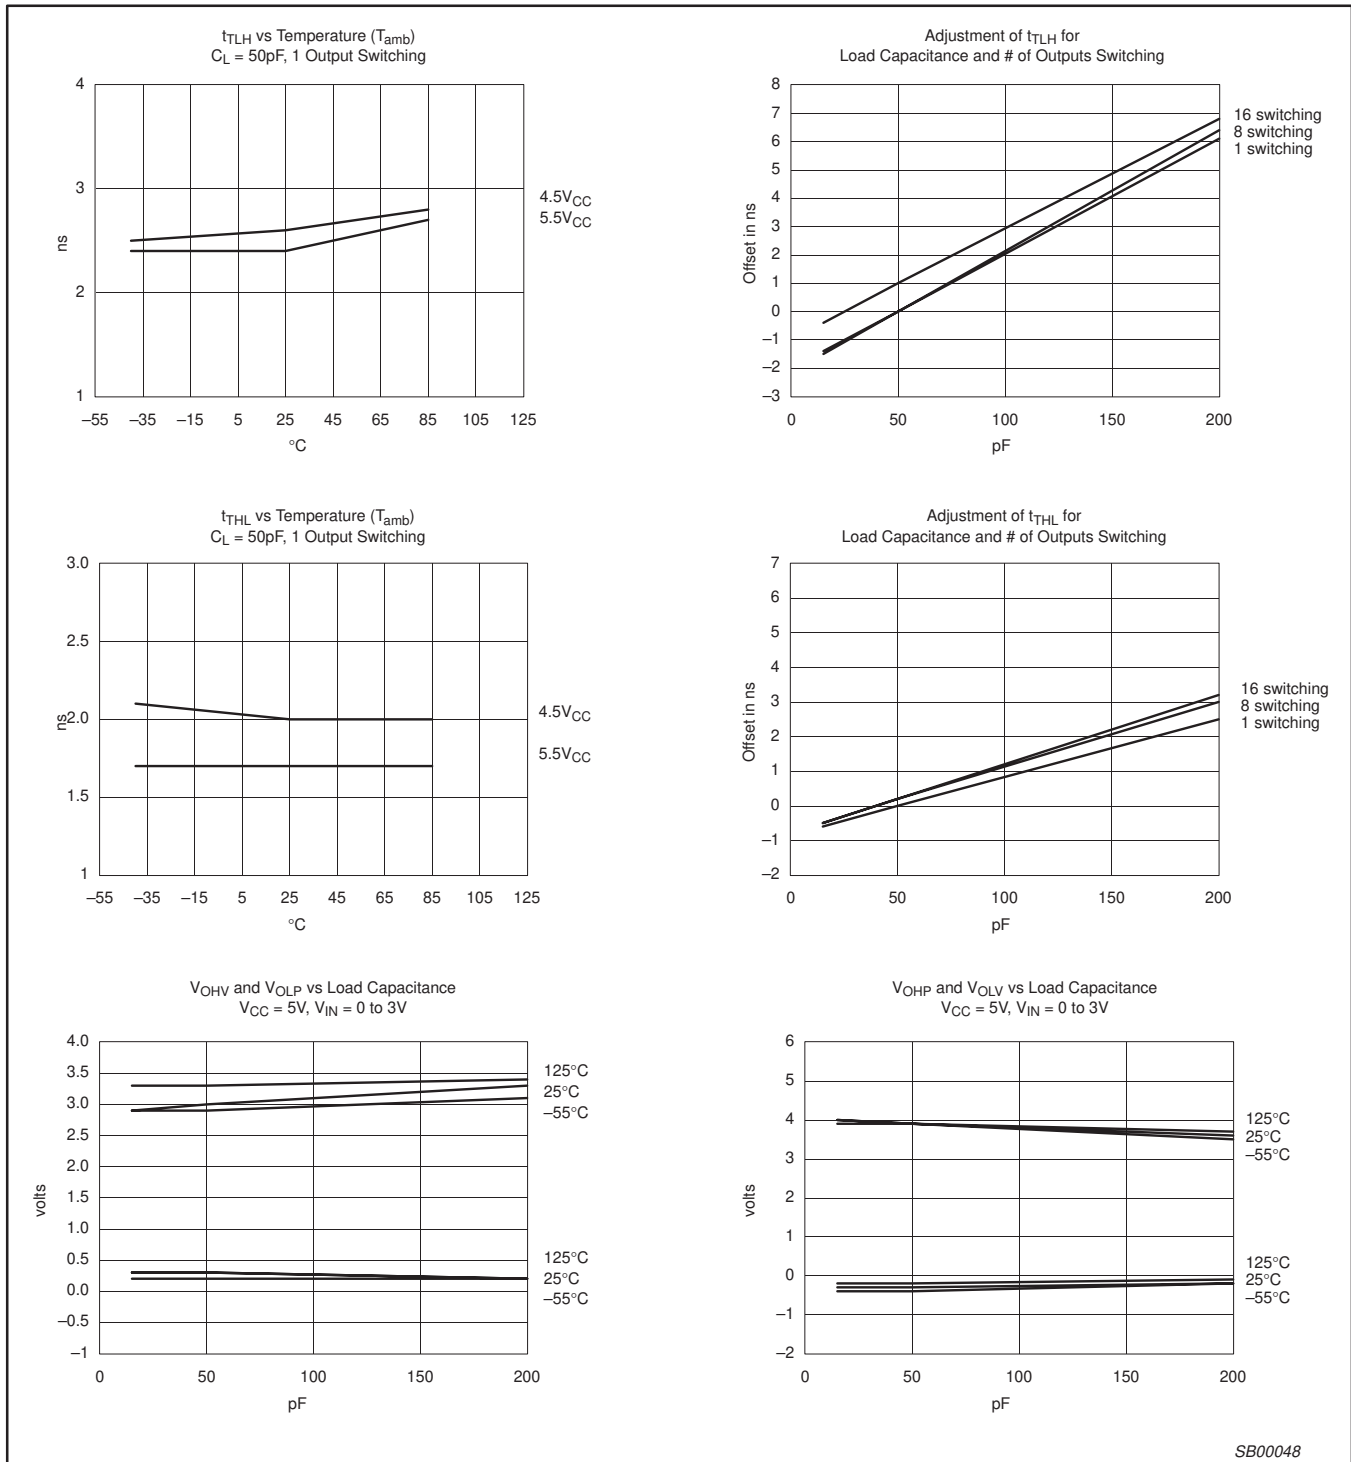 tTLH vs Temperature (Tamb)
CL = 50pF, 1 Output Switching
4
3
2
1
ns
4.5VCC
5.5VCC
–55 –35 –15 5 25 45 65 85 105 125
°C
Adjustment of tTLH for
Load Capacitance and # of Outputs Switching
8
7
6
5
4
3
2
1
0
–1
–2
–3
Offset in ns
16 switching
8 switching
1 switching
0 50 100 150 200
pF
tTHL vs Temperature (Tamb)
CL = 50pF, 1 Output Switching
3.0
2.5
2.0
1.5
1
ns
4.5VCC
5.5VCC
–55 –35 –15 5 25 45 65 85 105 125
°C
Adjustment of tTHL for
Load Capacitance and # of Outputs Switching
7
6
5
4
3
2
1
0
–1
–2
Offset in ns
16 switching
8 switching
1 switching
0 50 100 150 200
pF
VOHV and VOLP vs Load Capacitance
VCC = 5V, VIN = 0 to 3V
4.0
3.5
3.0
2.5
2.0
1.5
1.0
0.5
0.0
–0.5
–1
volts
125°C
25°C
–55°C
125°C
25°C
–55°C
0 50 100 150 200
pF
VOHP and VOLV vs Load Capacitance
VCC = 5V, VIN = 0 to 3V
6
5
4
3
2
1
0
–1
–2
volts
125°C
25°C
–55°C
125°C
25°C
–55°C
0 50 100 150 200
pF
SB00048